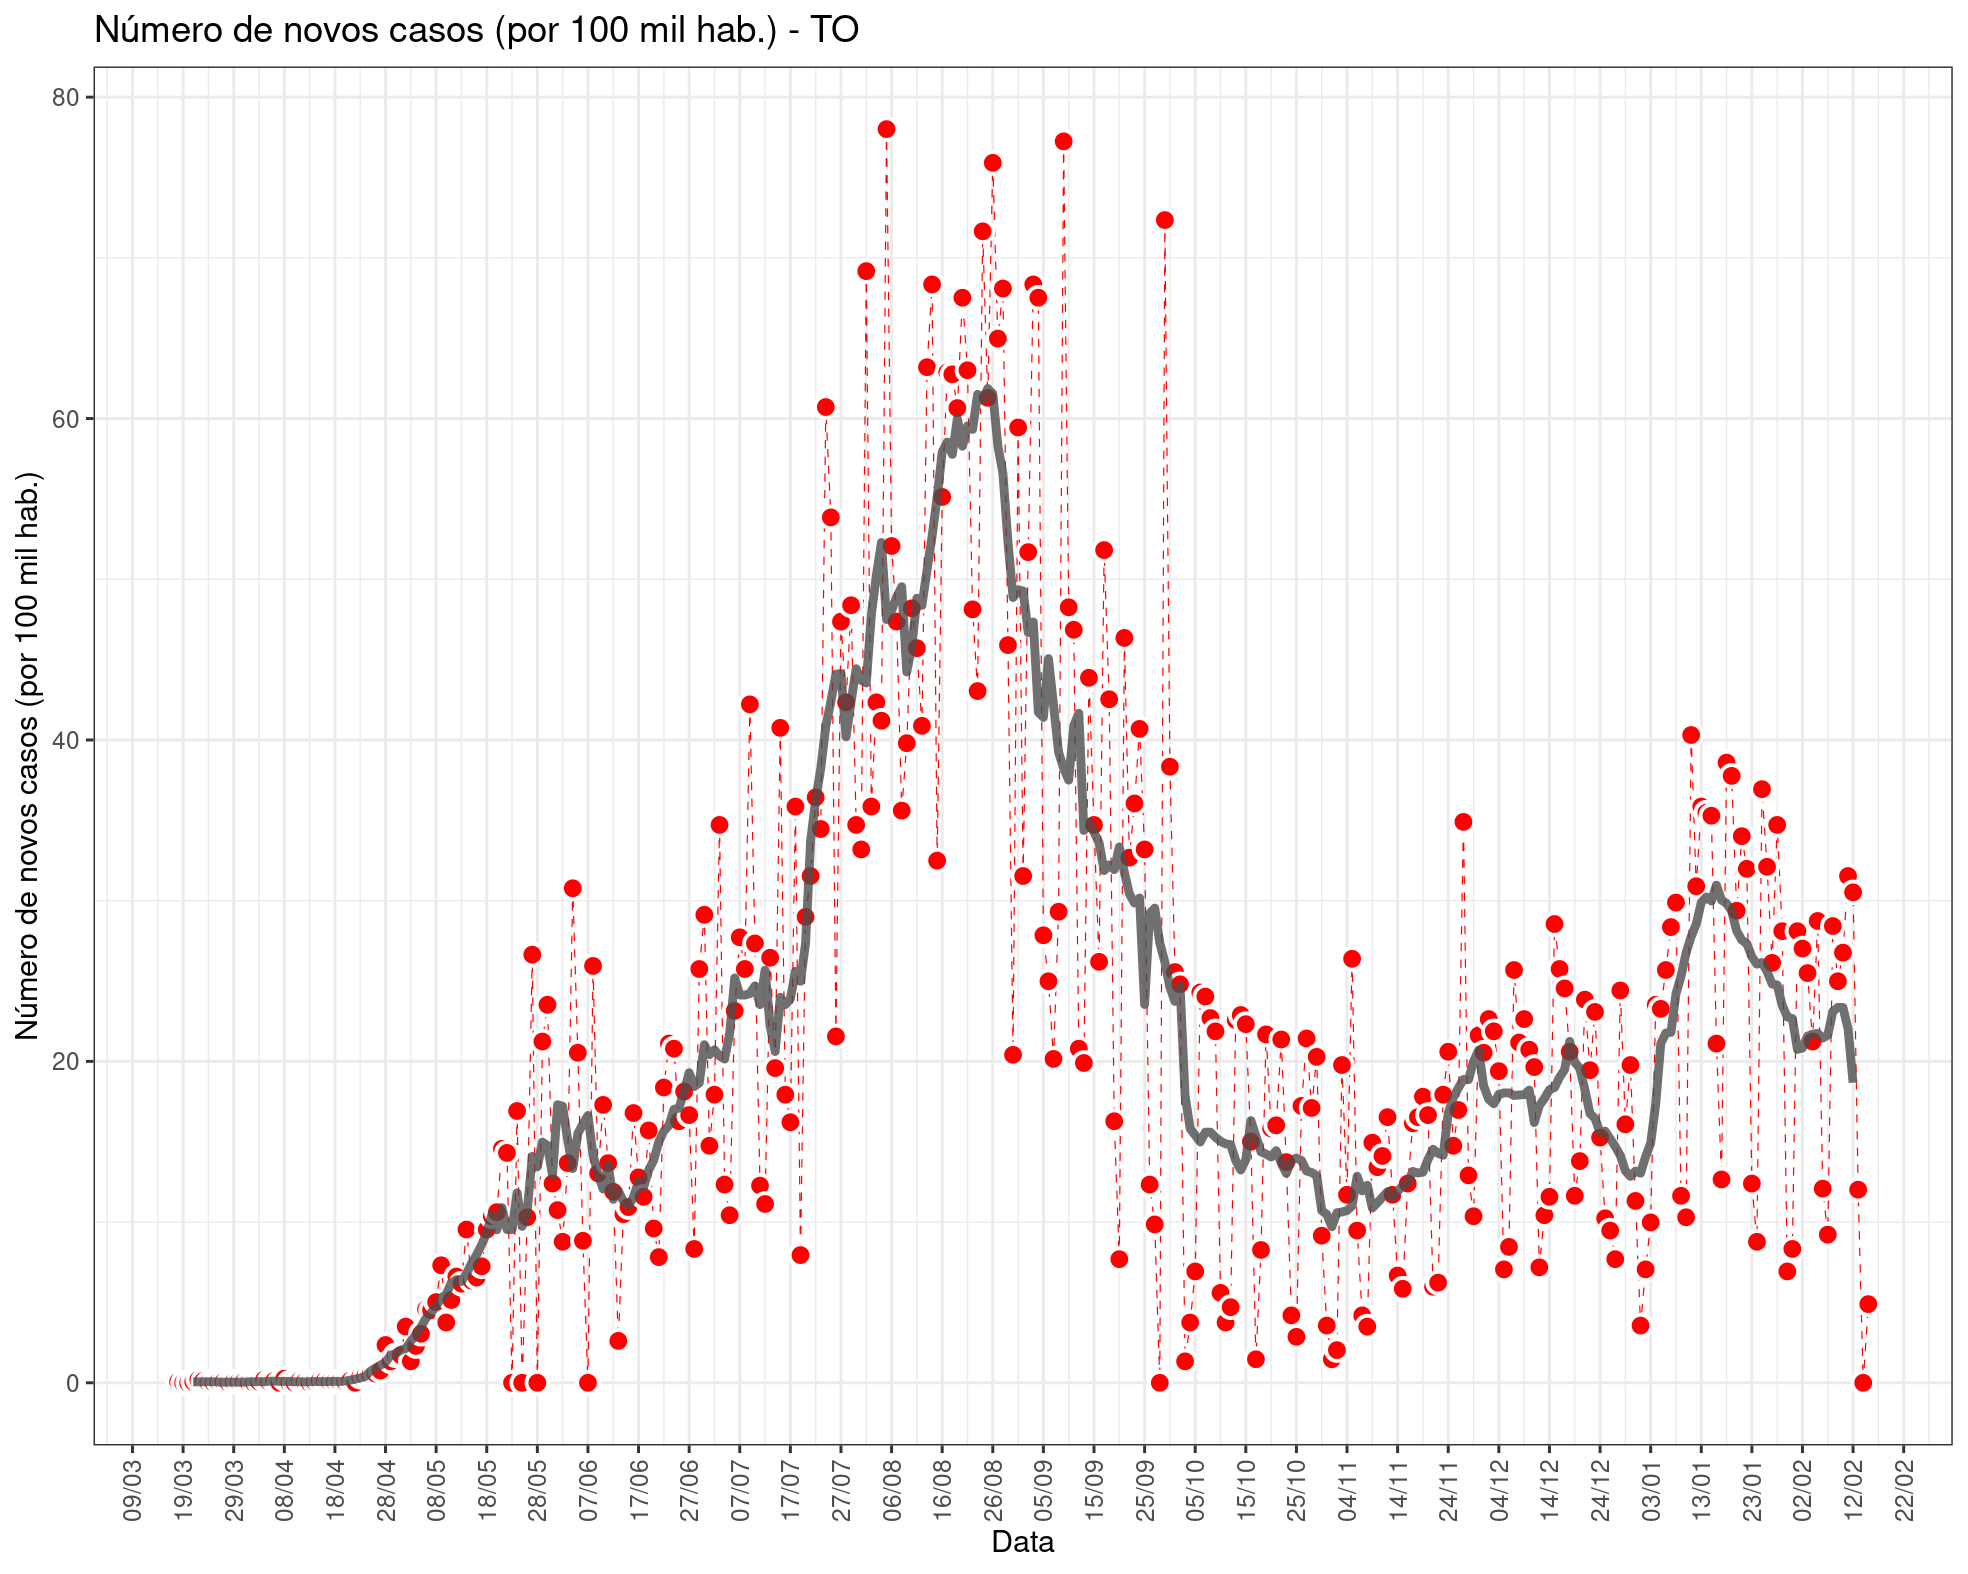 Número de novos casos (por 100 mil hab.) - TO
Número de novos casos (por 100 mil hab.)
80
60
40
20
0
09/03 19/03 29/03 08/04 18/04 28/04 08/05 18/05 28/05 07/06 17/06 27/06 07/07 17/07 27/07 06/08 16/08 26/08 05/09 15/09 25/09 05/10 15/10 25/10 04/11 14/11 24/11 04/12 14/12 24/12 03/01 13/01 23/01 02/02 12/02 22/02
Data